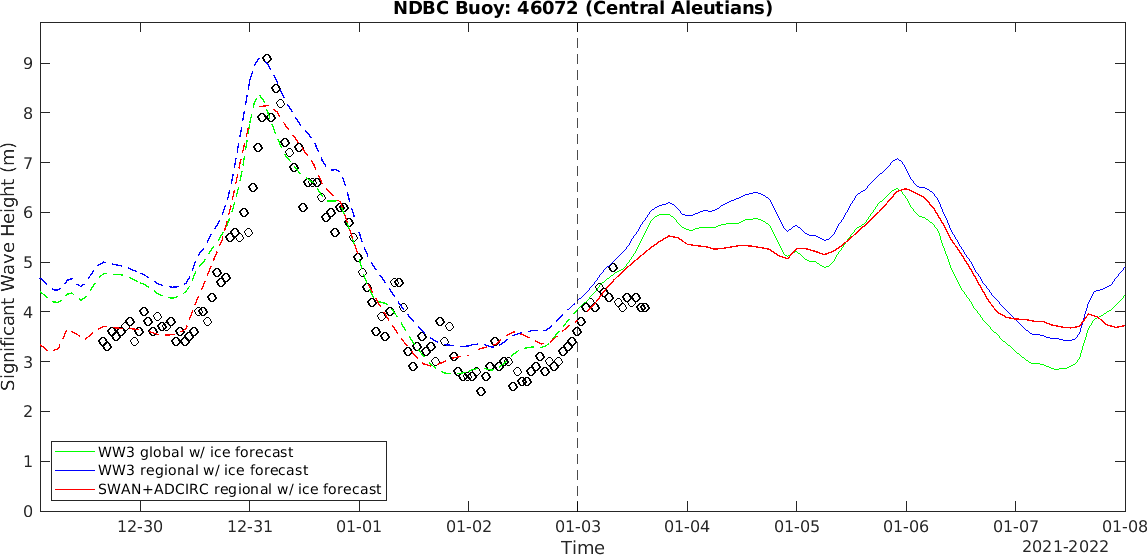 NDBC Buoy: 46072 (Central Aleutians)
Significant Wave Height (m)
9
8
7
6
5
4
3
2
1
0
WW3 global w/ ice forecast
WW3 regional w/ ice forecast
SWAN+ADCIRC regional w/ ice forecast
12-30 12-31 01-01 01-02 01-03 01-04 01-05 01-06 01-07 01-08
Time
2021-2022